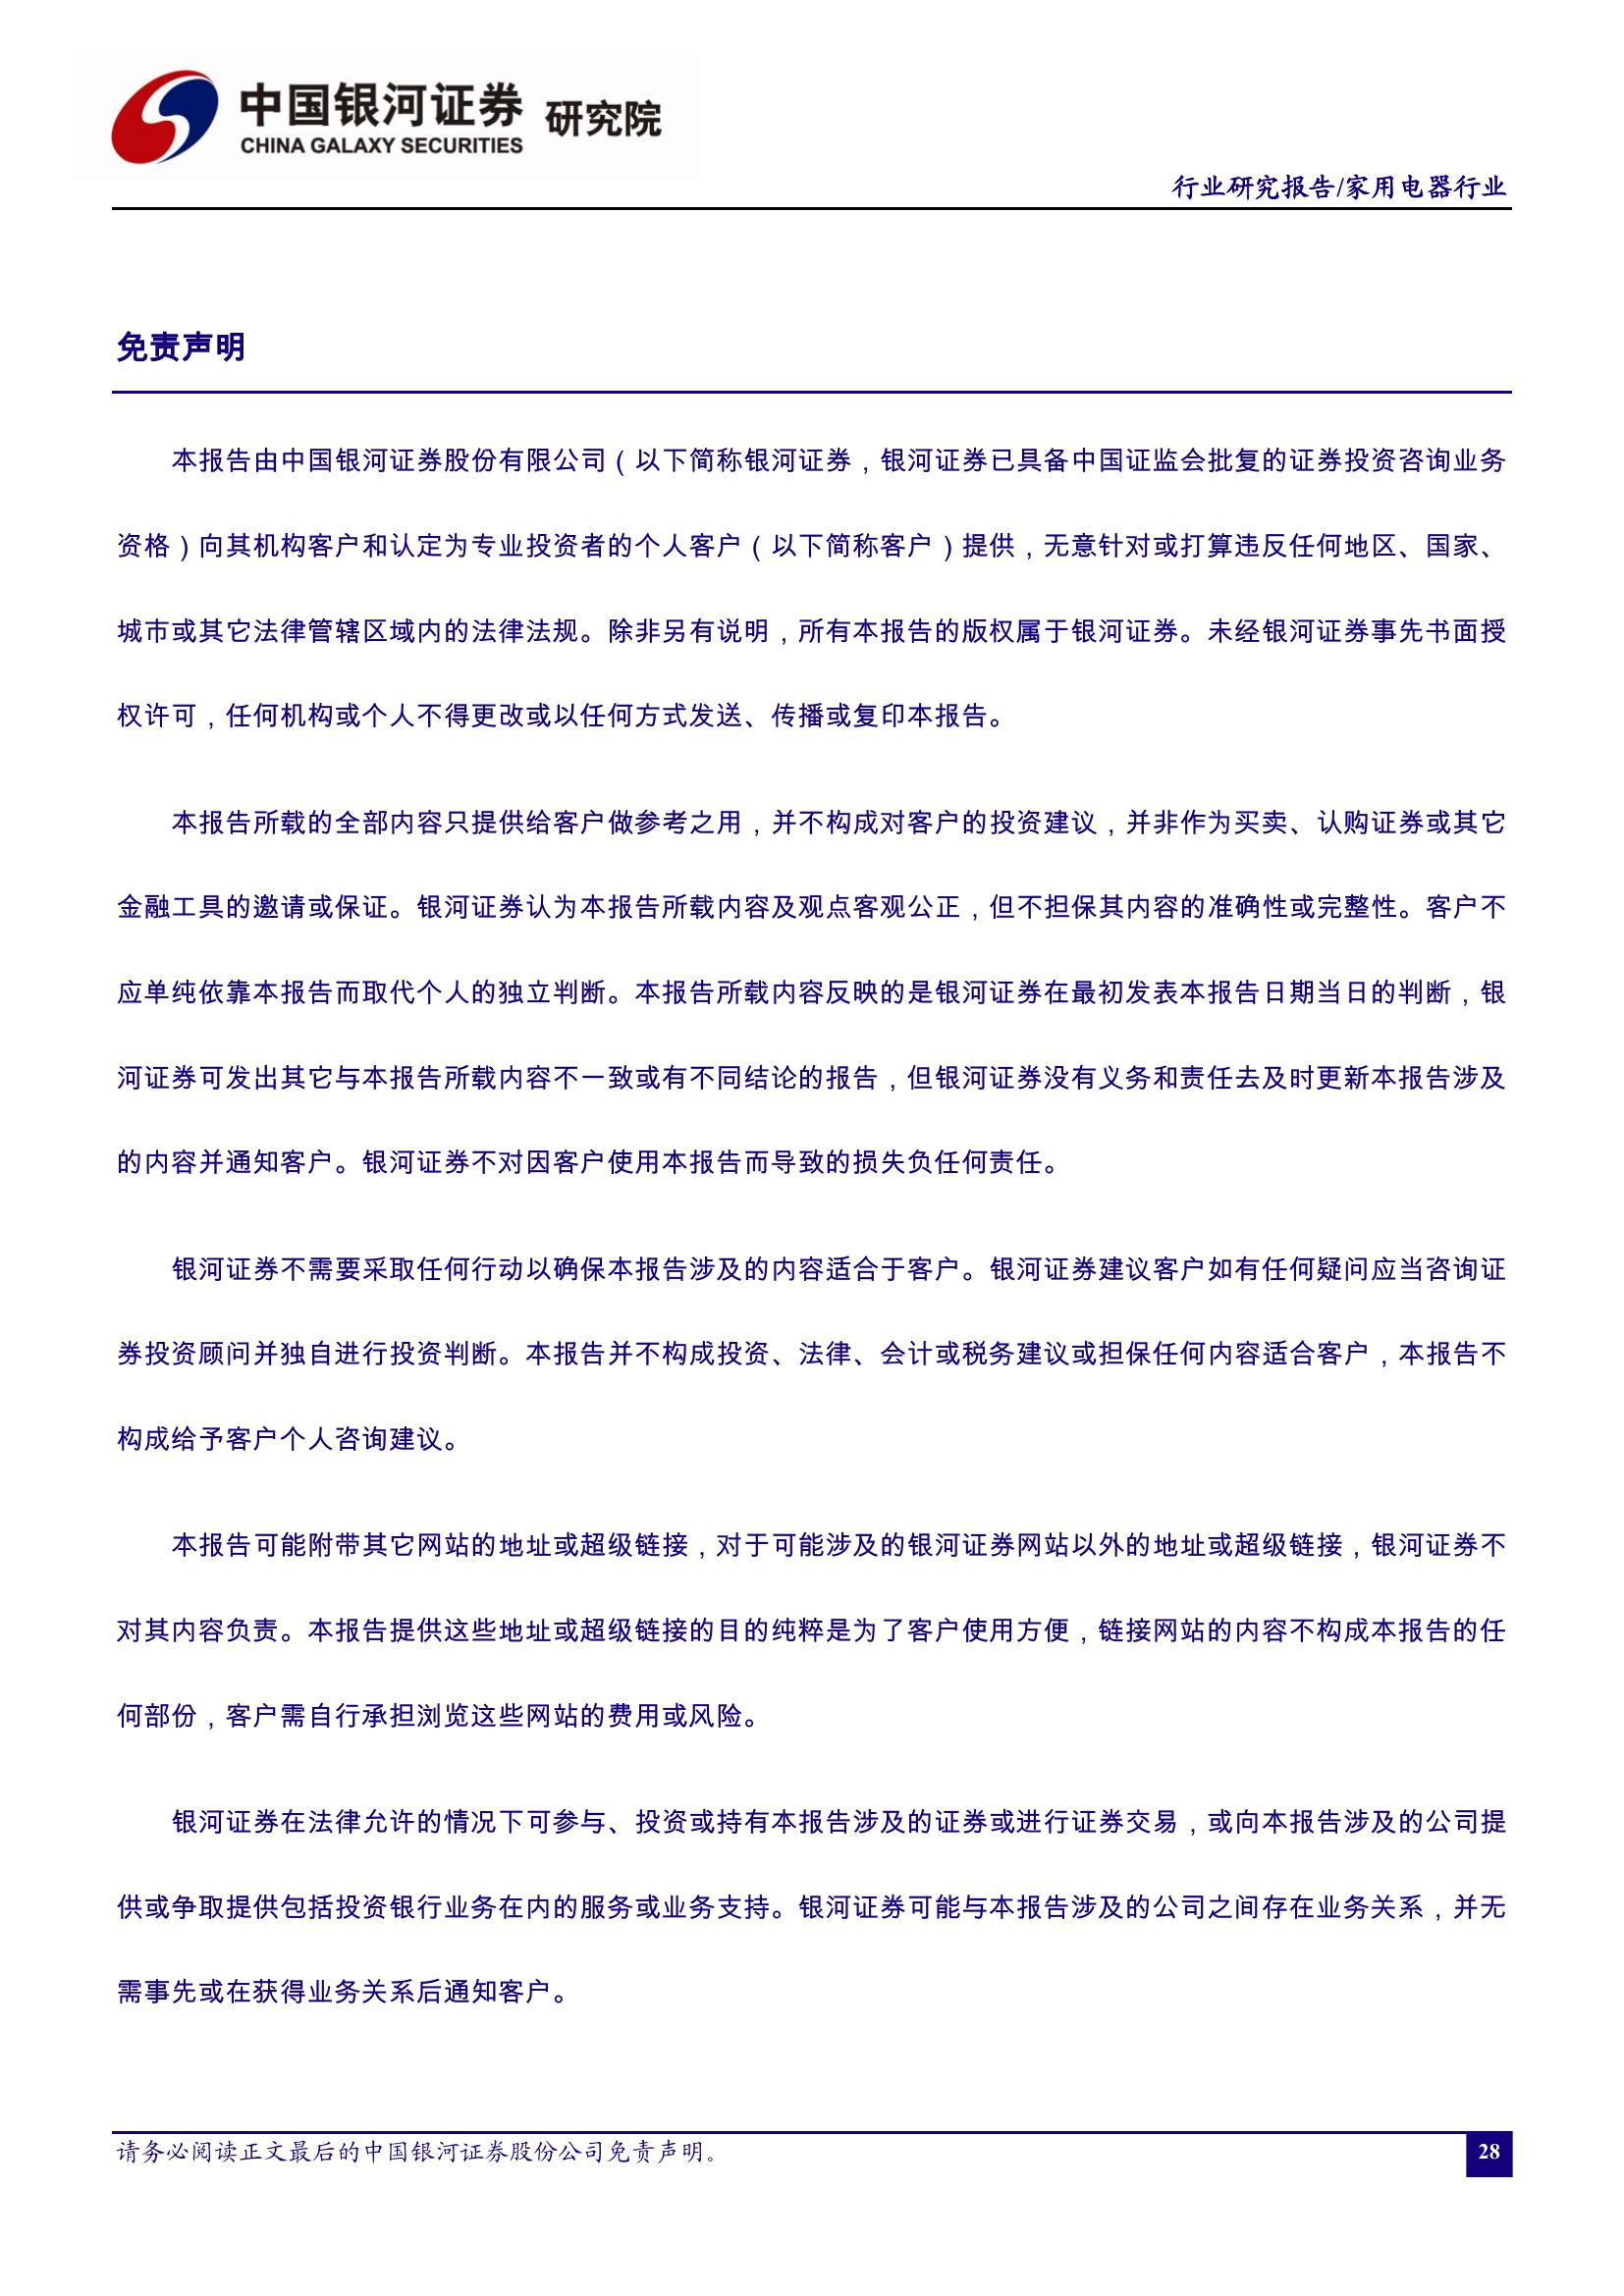 中国银河证券 研究院
CHINA GALAXY SECURITIES
行业研究报告/家用电器行业
免责声明
本报告由中国银河证券股份有限公司（以下简称银河证券，银河证券已具备中国证监会批复的证券投资咨询业务
资格）向其机构客户和认定为专业投资者的个人客户（以下简称客户）提供，无意针对或打算违反任何地区、国家、
城市或其它法律管辖区域内的法律法规。除非另有说明，所有本报告的版权属于银河证券。未经银河证券事先书面授
权许可，任何机构或个人不得更改或以任何方式发送、传播或复印本报告。
本报告所载的全部内容只提供给客户做参考之用，并不构成对客户的投资建议，并非作为买卖、认购证券或其它
金融工具的邀请或保证。银河证券认为本报告所载内容及观点客观公正，但不担保其内容的准确性或完整性。客户不
应单纯依靠本报告而取代个人的独立判断。本报告所载内容反映的是银河证券在最初发表本报告日期当日的判断，银
河证券可发出其它与本报告所载内容不一致或有不同结论的报告，但银河证券没有义务和责任去及时更新本报告涉及
的内容并通知客户。银河证券不对因客户使用本报告而导致的损失负任何责任。
银河证券不需要采取任何行动以确保本报告涉及的内容适合于客户。银河证券建议客户如有任何疑问应当咨询证
券投资顾问并独自进行投资判断。本报告并不构成投资、法律、会计或税务建议或担保任何内容适合客户，本报告不
构成给予客户个人咨询建议。
本报告可能附带其它网站的地址或超级链接，对于可能涉及的银河证券网站以外的地址或超级链接，银河证券不
对其内容负责。本报告提供这些地址或超级链接的目的纯粹是为了客户使用方便，链接网站的内容不构成本报告的任
何部份，客户需自行承担浏览这些网站的费用或风险。
银河证券在法律允许的情况下可参与、投资或持有本报告涉及的证券或进行证券交易，或向本报告涉及的公司提
供或争取提供包括投资银行业务在内的服务或业务支持。银河证券可能与本报告涉及的公司之间存在业务关系，并无
需事先或在获得业务关系后通知客户。
请务必阅读正文最后的中国银河证券股份公司免责声明。
28